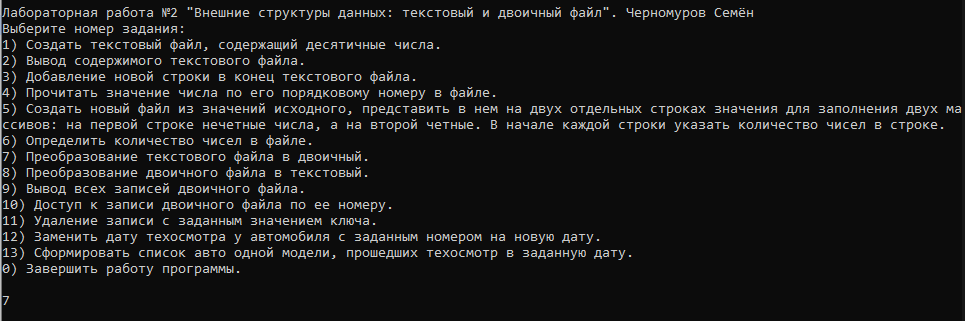 Лабораторная работа №2 "Внешние структуры данных: текстовый и двоичный файл". Черномуров Семён
Выберите номер задания:
1) Создать текстовый файл, содержащий десятичные числа.
2) Вывод содержимого текстового файла.
3) Добавление новой строки в конец текстового файла.
4) Прочитать значение числа по его порядковому номеру в файле.
5) Создать новый файл из значений исходного, представить в нем на двух отдельных строках значения для заполнения двух ма
ссивов: на первой строке нечетные числа, а на второй четные. В начале каждой строки указать количество чисел в строке.
6) Определить количество чисел в файле.
7) Преобразование текстового файла в двоичный.
8) Преобразование двоичного файла в текстовый.
9) Вывод всех записей двоичного файла.
10) Доступ к записи двоичного файла по ее номеру.
11) Удаление записи с заданным значением ключа.
12) Заменить дату техосмотра у автомобиля с заданным номером на новую дату.
13) Сформировать список авто одной модели, прошедших техосмотр в заданную дату.
0) Завершить работу программы.
7